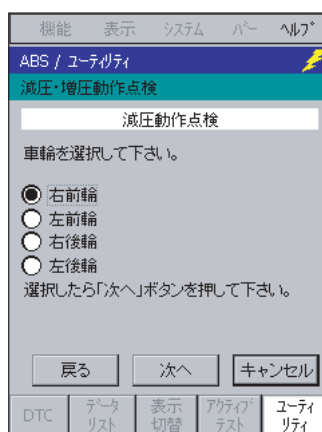 機能 表示 システム バー ヘルプ
ABS / ユーティリティ
減圧・増圧動作点検
減圧動作点検
車輪を選択して下さい。
右前輪
左前輪
右後輪
左後輪
選択したら「次へ」ボタンを押して下さい。
戻る 次へ キャンセル
DTC データリスト 表示切替 アクティブテスト ユーティリティ